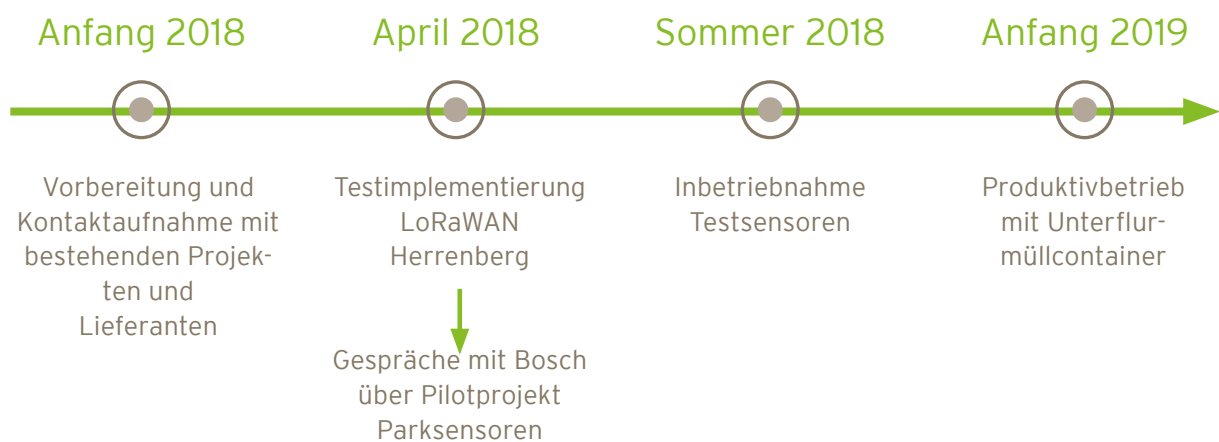 Anfang 2018
April 2018
Sommer 2018
Anfang 2019
Vorbereitung und
Kontaktaufnahme mit
bestehenden Projek-
ten und
Lieferanten
Testimplementierung
LoRaWAN
Herrenberg
Gespräche mit Bosch
über Pilotprojekt
Parksensoren
Inbetriebnahme
Testsensoren
Produktivbetrieb
mit Unterflur-
müllcontainer